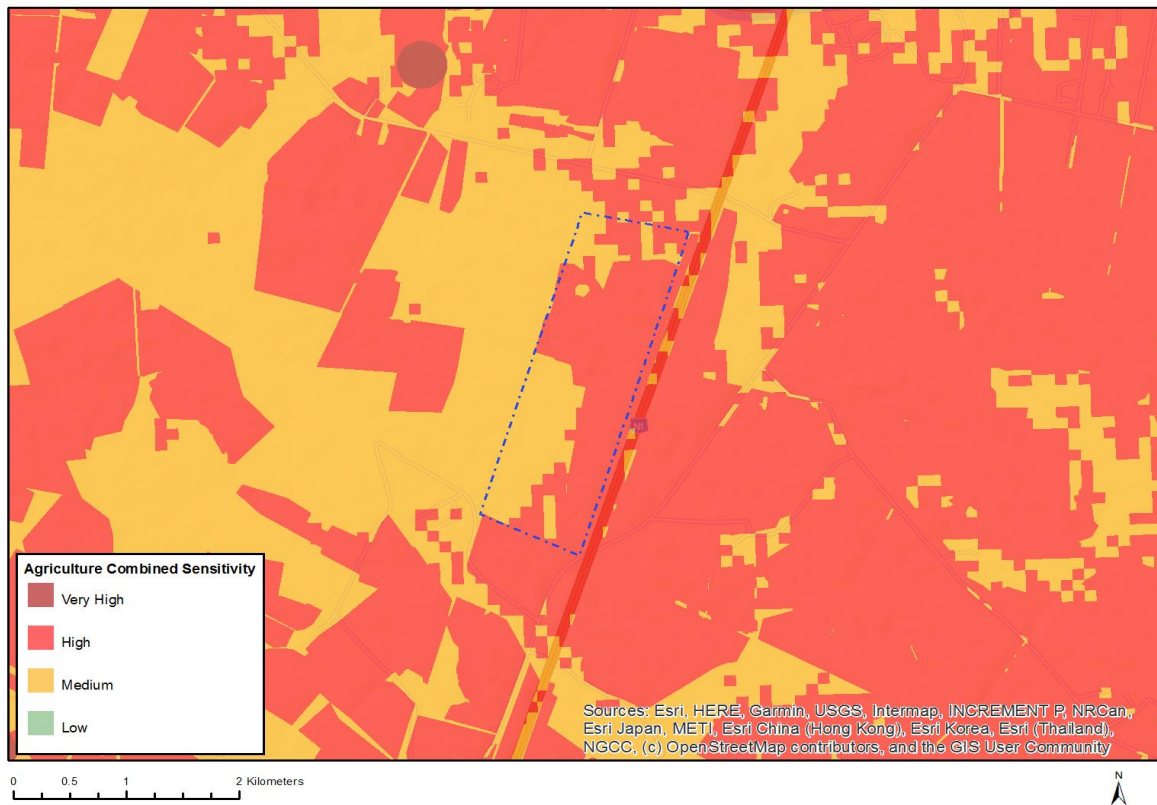 N1
Agriculture Combined Sensitivity
Very High
High
Medium
Low
Sources: Esri, HERE, Garmin, USGS, Intermap, INCREMENT P, NRCan,
Esri Japan, METI, Esri China (Hong Kong), Esri Korea, Esri (Thailand),
NGCC, (c) OpenStreetMap contributors, and the GIS User Community
0 0.5 1 2 Kilometers
N